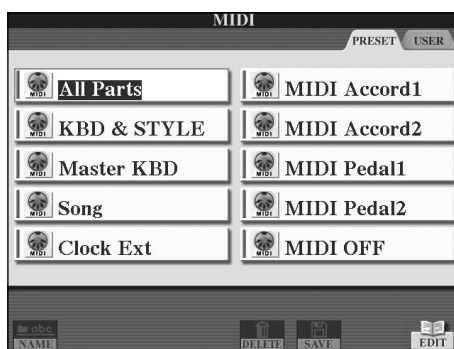 MIDI
PRESET USER
All Parts
KBD & STYLE
Master KBD
Song
Clock Ext
MIDI Accord1
MIDI Accord2
MIDI Pedal1
MIDI Pedal2
MIDI OFF
abc
NAME
DELETE
SAVE
EDIT